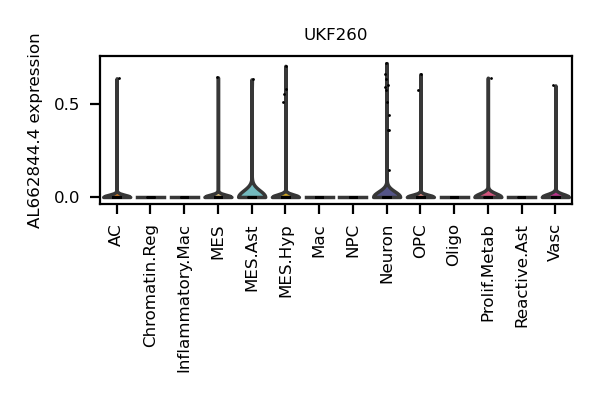 UKF260
AL662844.4 expression
0.5
0.0
AC
Chromatin.Reg
Inflammatory.Mac
MES
MES.Ast
MES.Hyp
Mac
NPC
Neuron
OPC
Oligo
Prolif.Metab
Reactive.Ast
Vasc